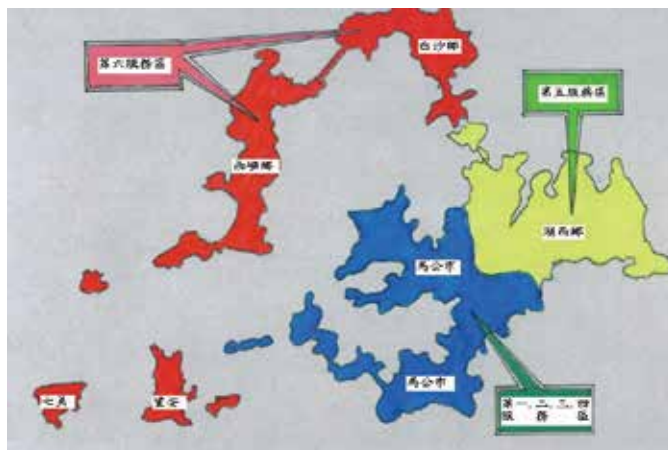 第六服務區
白沙鄉
第五服務區
西嶼鄉
湖西鄉
馬公市
馬公市
七美
望安
第一、二、三、四
服務區